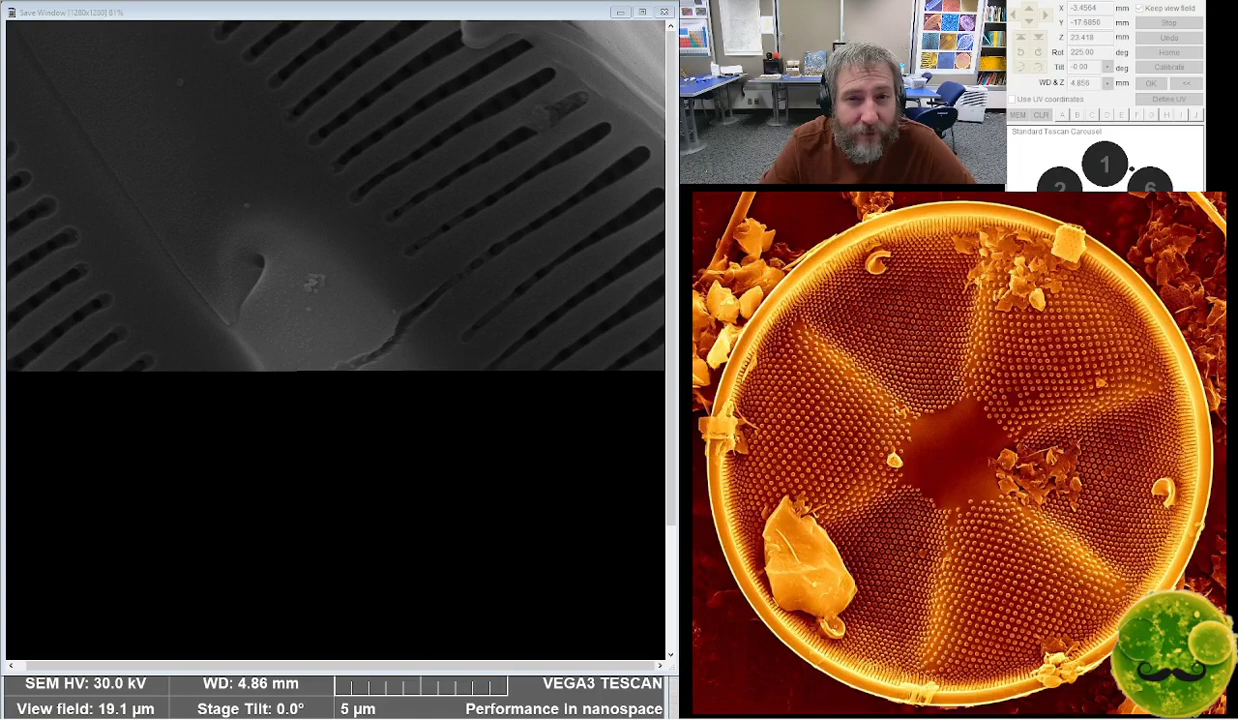 Save Window [1280x1280] 81%
SEM HV: 30.0 kV
WD: 4.86 mm
VEGA3 TESCAN
View field: 19.1 µm
Stage Tilt: 0.0°
5 µm
Performance in nanospace
X -3.4564 mm
Keep view field
Y -17.5850 mm
Stop
Z 23.418 mm
Undo
Rot 225.00 deg
Home
Tilt -0.00 deg
Calibrate
WD & Z 4.856 mm
OK <<
Use UV coordinates
Define UV
MEM CLR A B C D E F G H I J
Standard Tescan Carousel
1
2 6